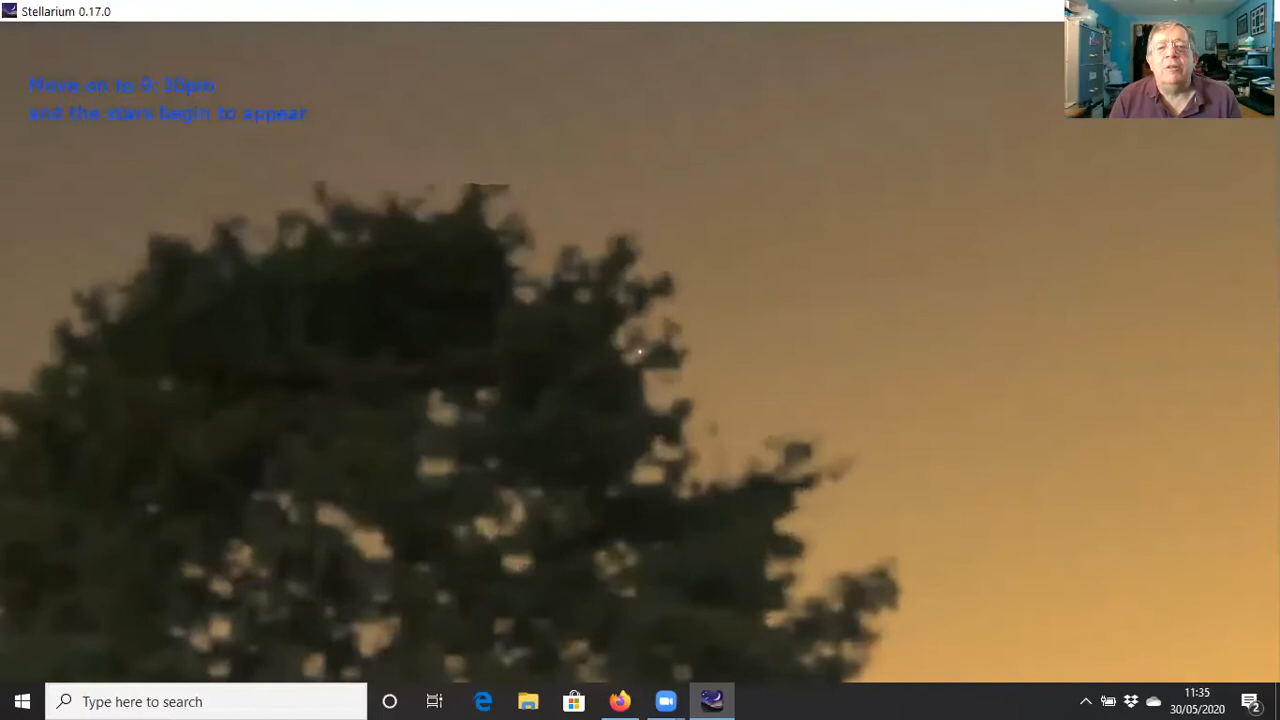 Stellarium 0.17.0
Move on to 9:30pm
and the stars begin to appear
Type here to search
11:35
30/05/2020
2